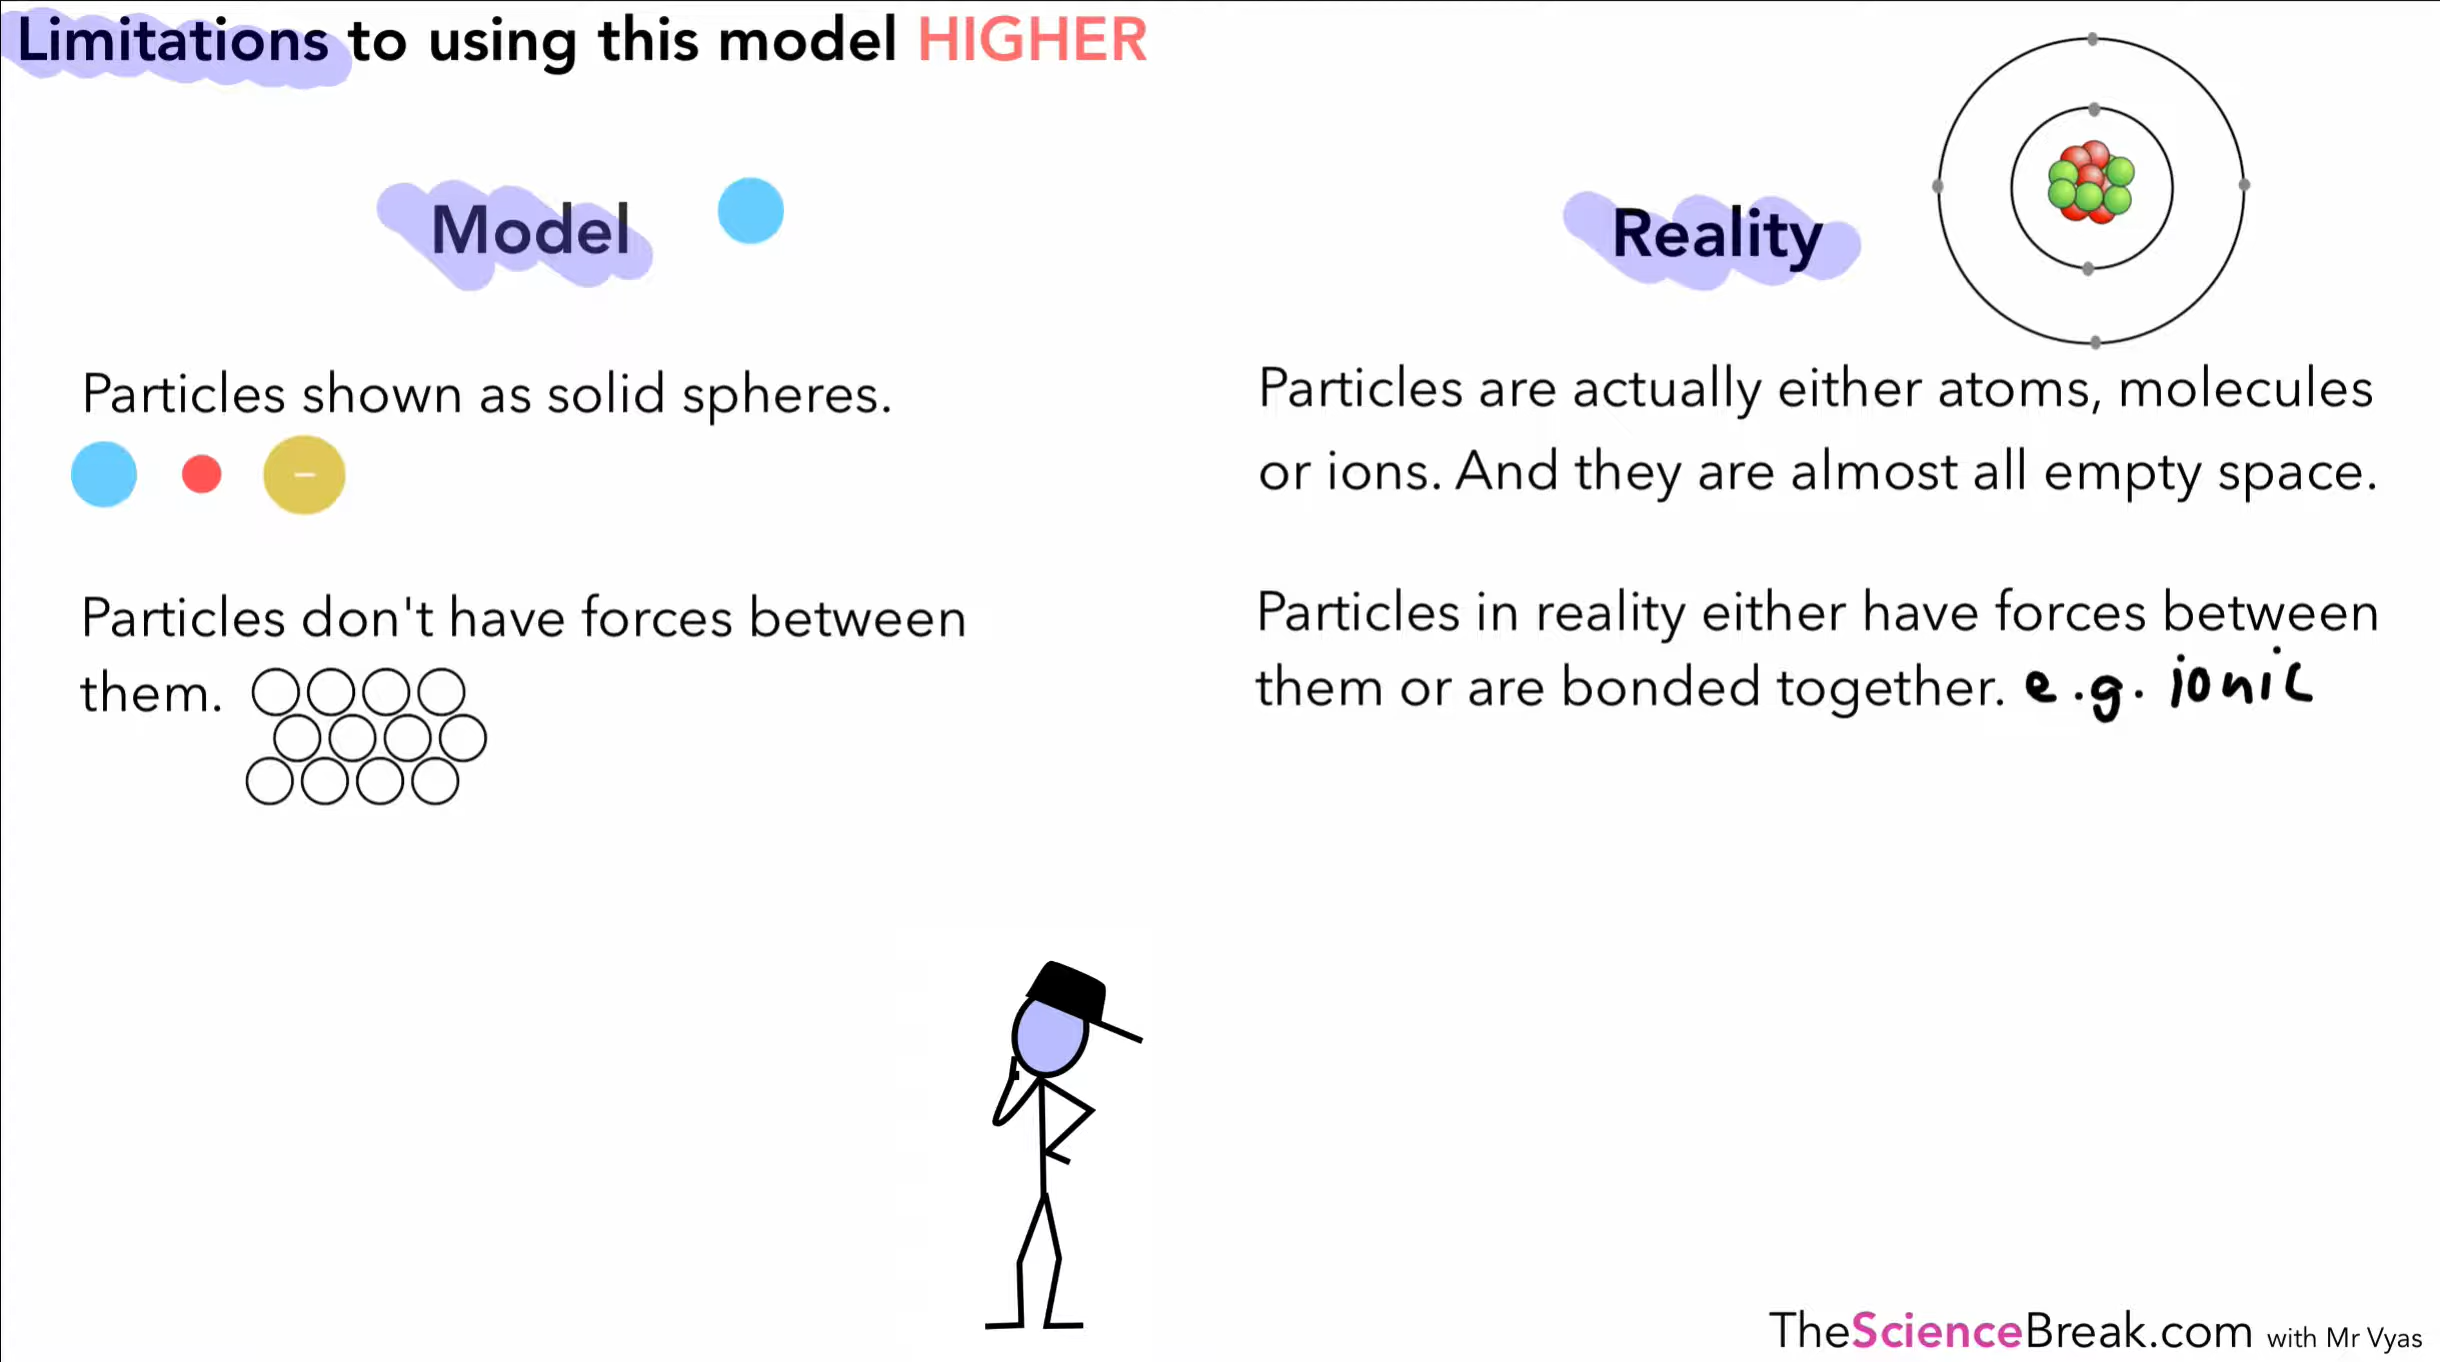 Limitations to using this model HIGHER
Model
Reality
Particles shown as solid spheres.
–
Particles are actually either atoms, molecules
or ions. And they are almost all empty space.
Particles don't have forces between
them.
Particles in reality either have forces between
them or are bonded together. e.g. ionic
TheScienceBreak.com with Mr Vyas